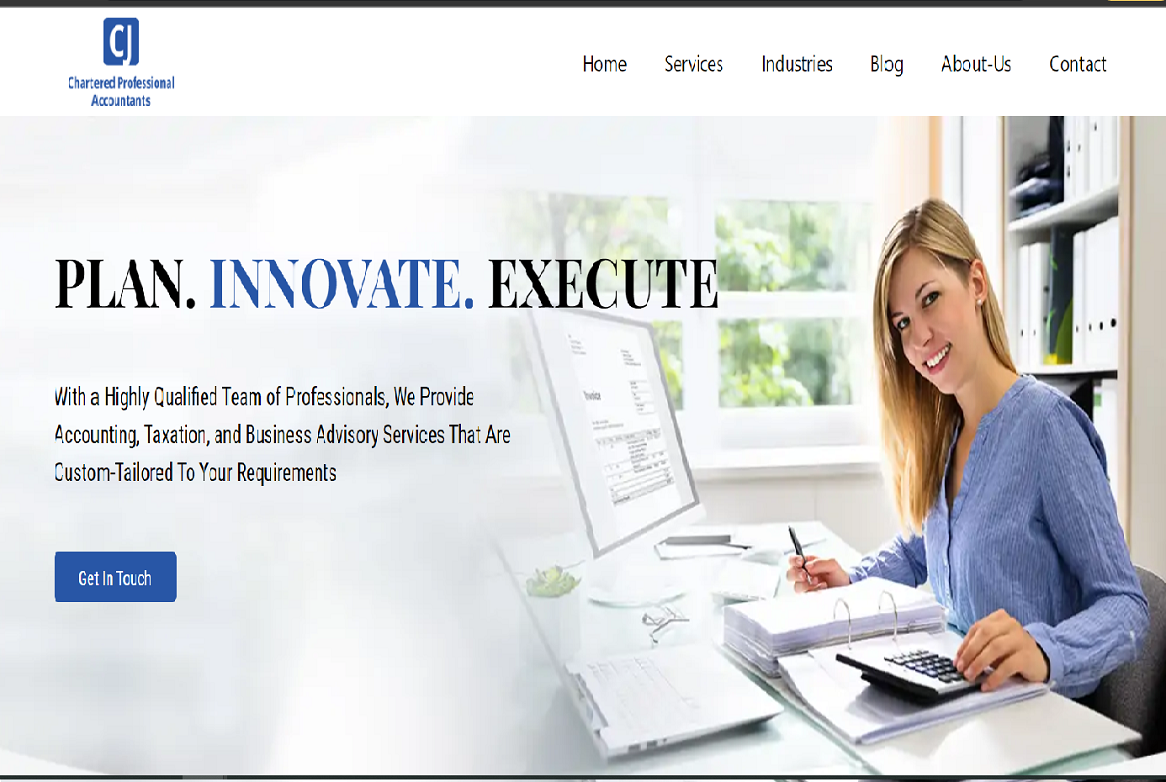 CJ
Chartered Professional
Accountants
Home Services Industries Blog About-Us Contact
PLAN. INNOVATE. EXECUTE
With a Highly Qualified Team of Professionals, We Provide
Accounting, Taxation, and Business Advisory Services That Are
Custom-Tailored To Your Requirements
Get In Touch
Invoice